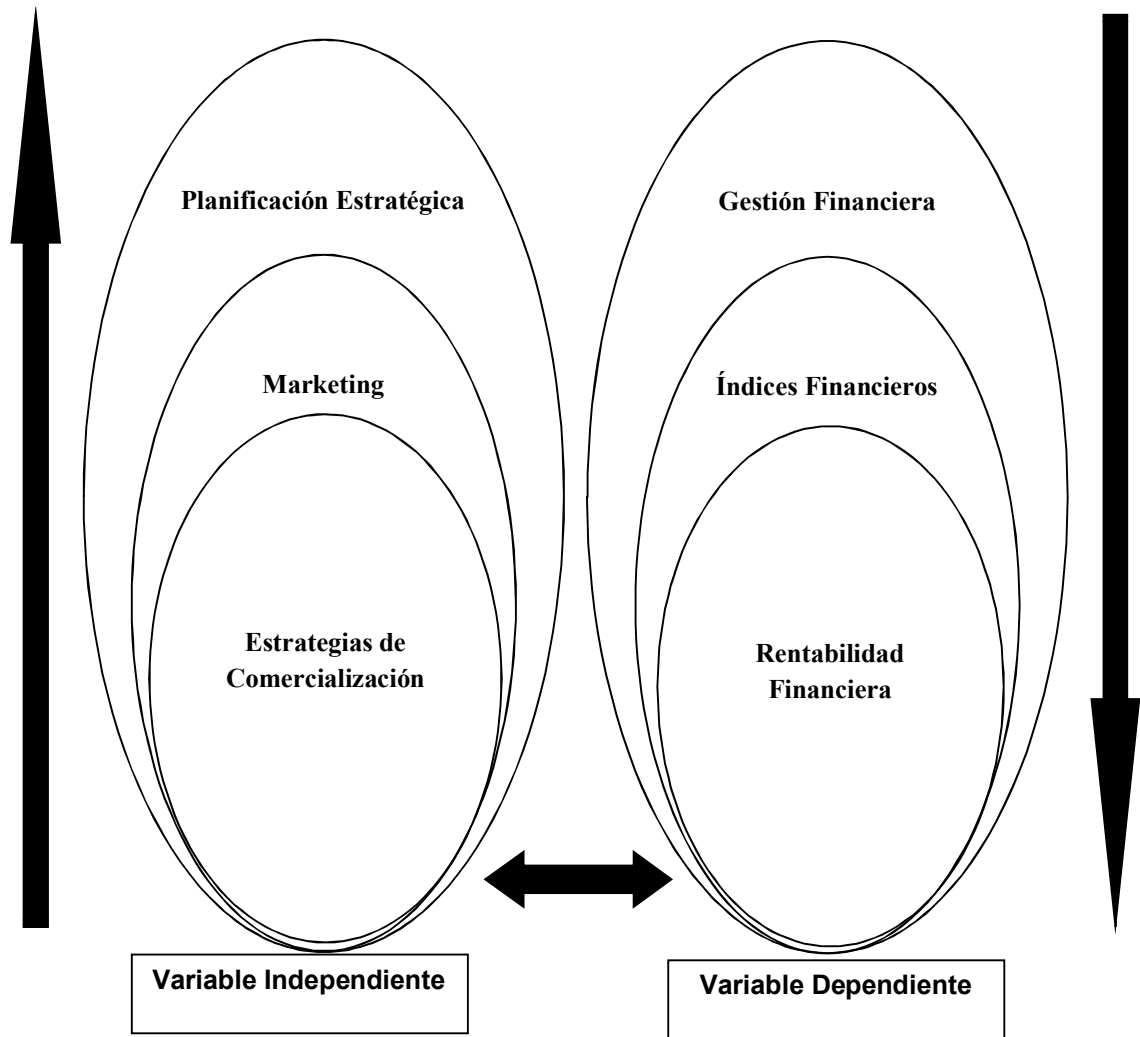 Planificación Estratégica
Marketing
Estrategias de
Comercialización
Variable Independiente
Gestión Financiera
Índices Financieros
Rentabilidad
Financiera
Variable Dependiente